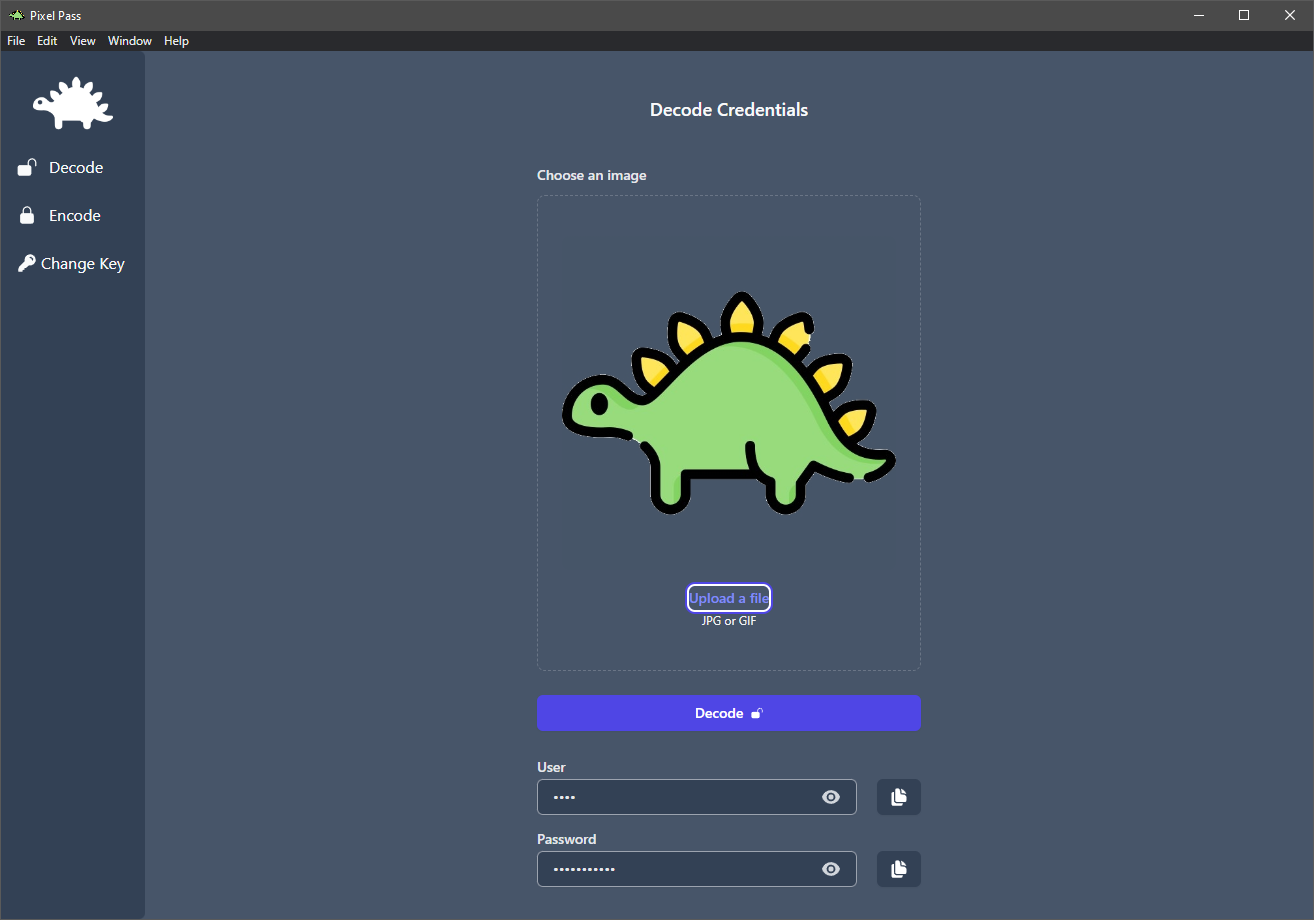 Pixel Pass
File Edit View Window Help
Decode
Encode
Change Key
Decode Credentials
Choose an image
Upload a file
JPG or GIF
Decode
User
••••
Password
•••••••••••